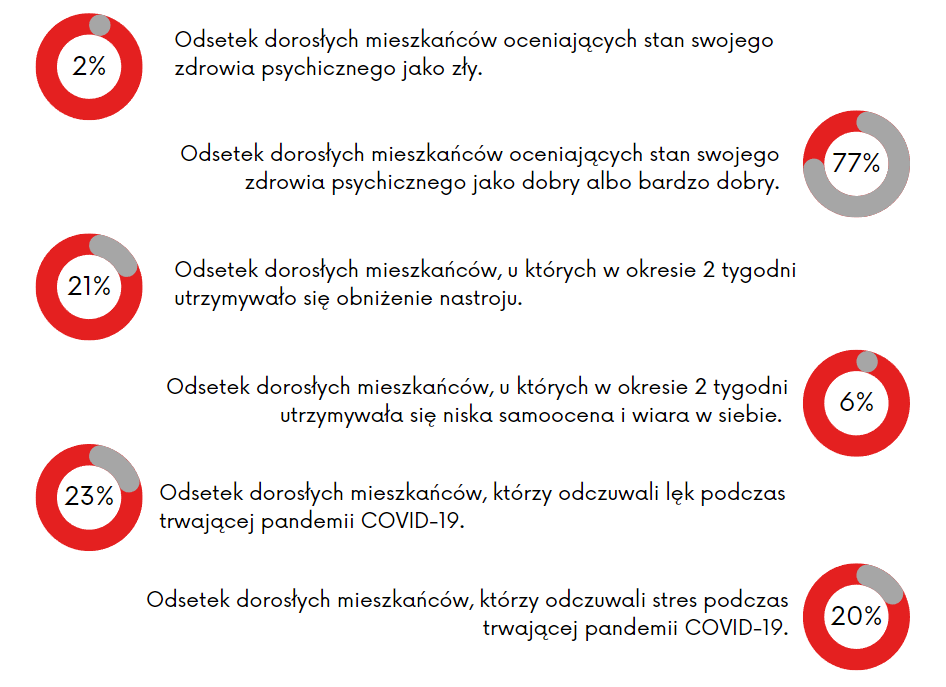 2%
Odsetek dorosłych mieszkańców oceniających stan swojego
zdrowia psychicznego jako zły.
Odsetek dorosłych mieszkańców oceniających stan swojego
zdrowia psychicznego jako dobry albo bardzo dobry.
77%
21%
Odsetek dorosłych mieszkańców, u których w okresie 2 tygodni
utrzymywało się obniżenie nastroju.
Odsetek dorosłych mieszkańców, u których w okresie 2 tygodni
utrzymywała się niska samoocena i wiara w siebie.
6%
23%
Odsetek dorosłych mieszkańców, którzy odczuwali lęk podczas
trwającej pandemii COVID-19.
Odsetek dorosłych mieszkańców, którzy odczuwali stres podczas
trwającej pandemii COVID-19.
20%